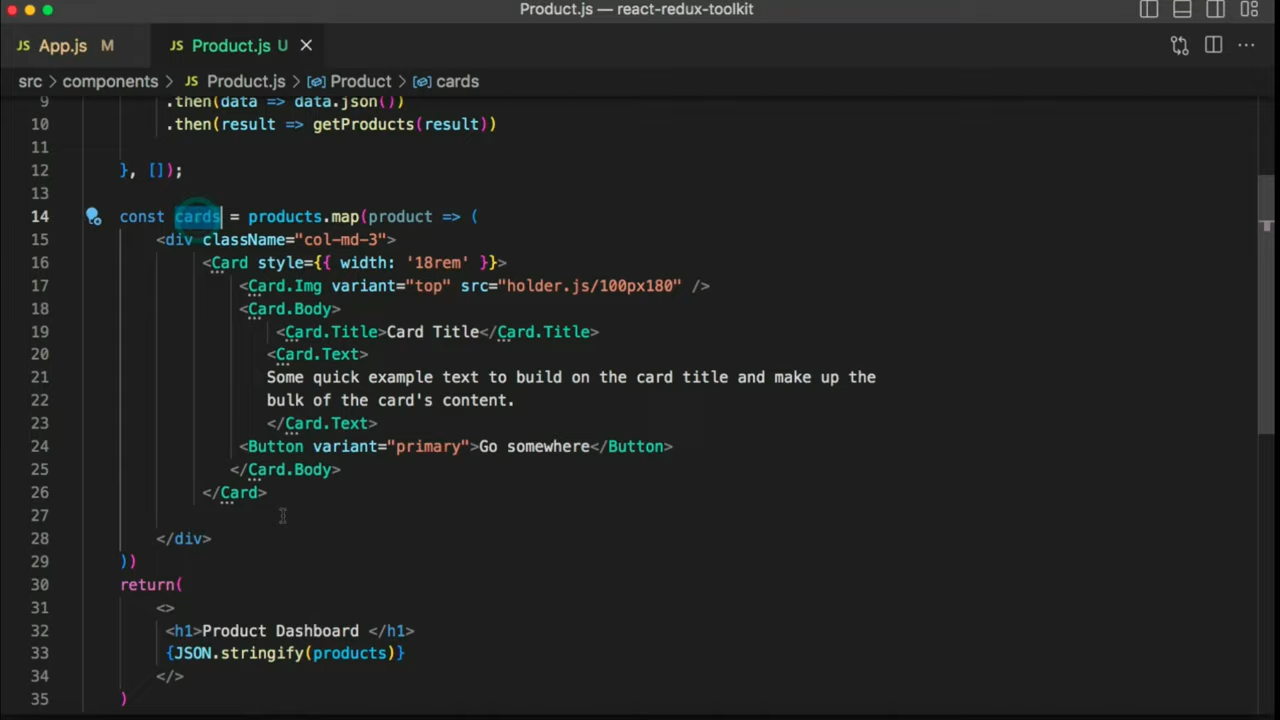 Product.js — react-redux-toolkit
JS App.js M JS Product.js U
src > components > JS Product.js > Product > cards
9 .then(data => data.json())
10 .then(result => getProducts(result))
11
12 }, []);
13
14 const cards = products.map(product => (
15 <div className="col-md-3">
16 <Card style={{ width: '18rem' }}>
17 <Card.Img variant="top" src="holder.js/100px180" />
18 <Card.Body>
19 <Card.Title>Card Title</Card.Title>
20 <Card.Text>
21 Some quick example text to build on the card title and make up the
22 bulk of the card's content.
23 </Card.Text>
24 <Button variant="primary">Go somewhere</Button>
25 </Card.Body>
26 </Card>
27
28 </div>
29 ))
30 return(
31 <>
32 <h1>Product Dashboard </h1>
33 {JSON.stringify(products)}
34 </>
35 )